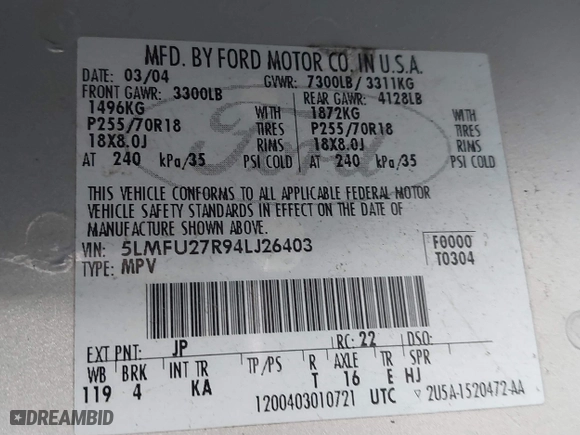 MFD. BY FORD MOTOR CO. IN U.S.A.
DATE: 03/04 GVWR: 7300LB / 3311KG
FRONT GAWR: 3300LB REAR GAWR: 4128LB
1496KG WITH 1872KG WITH
P255/70R18 TIRES P255/70R18 TIRES
18X8.0J RIMS 18X8.0J RIMS
AT 240 kPa/35 PSI COLD AT 240 kPa/35 PSI COLD
THIS VEHICLE CONFORMS TO ALL APPLICABLE FEDERAL MOTOR
VEHICLE SAFETY STANDARDS IN EFFECT ON THE DATE OF
MANUFACTURE SHOWN ABOVE.
VIN: 5LMFU27R94LJ26403 F0000
TYPE: MPV T0304
Ford
EXT PNT: JP RC: 22 DSO:
WB BRK INT TR TP/PS R AXLE TR SPR
119 4 KA T 16 E HJ
1200403010721 UTC ▽ 2U5A-1520472-AA
DREAMBID